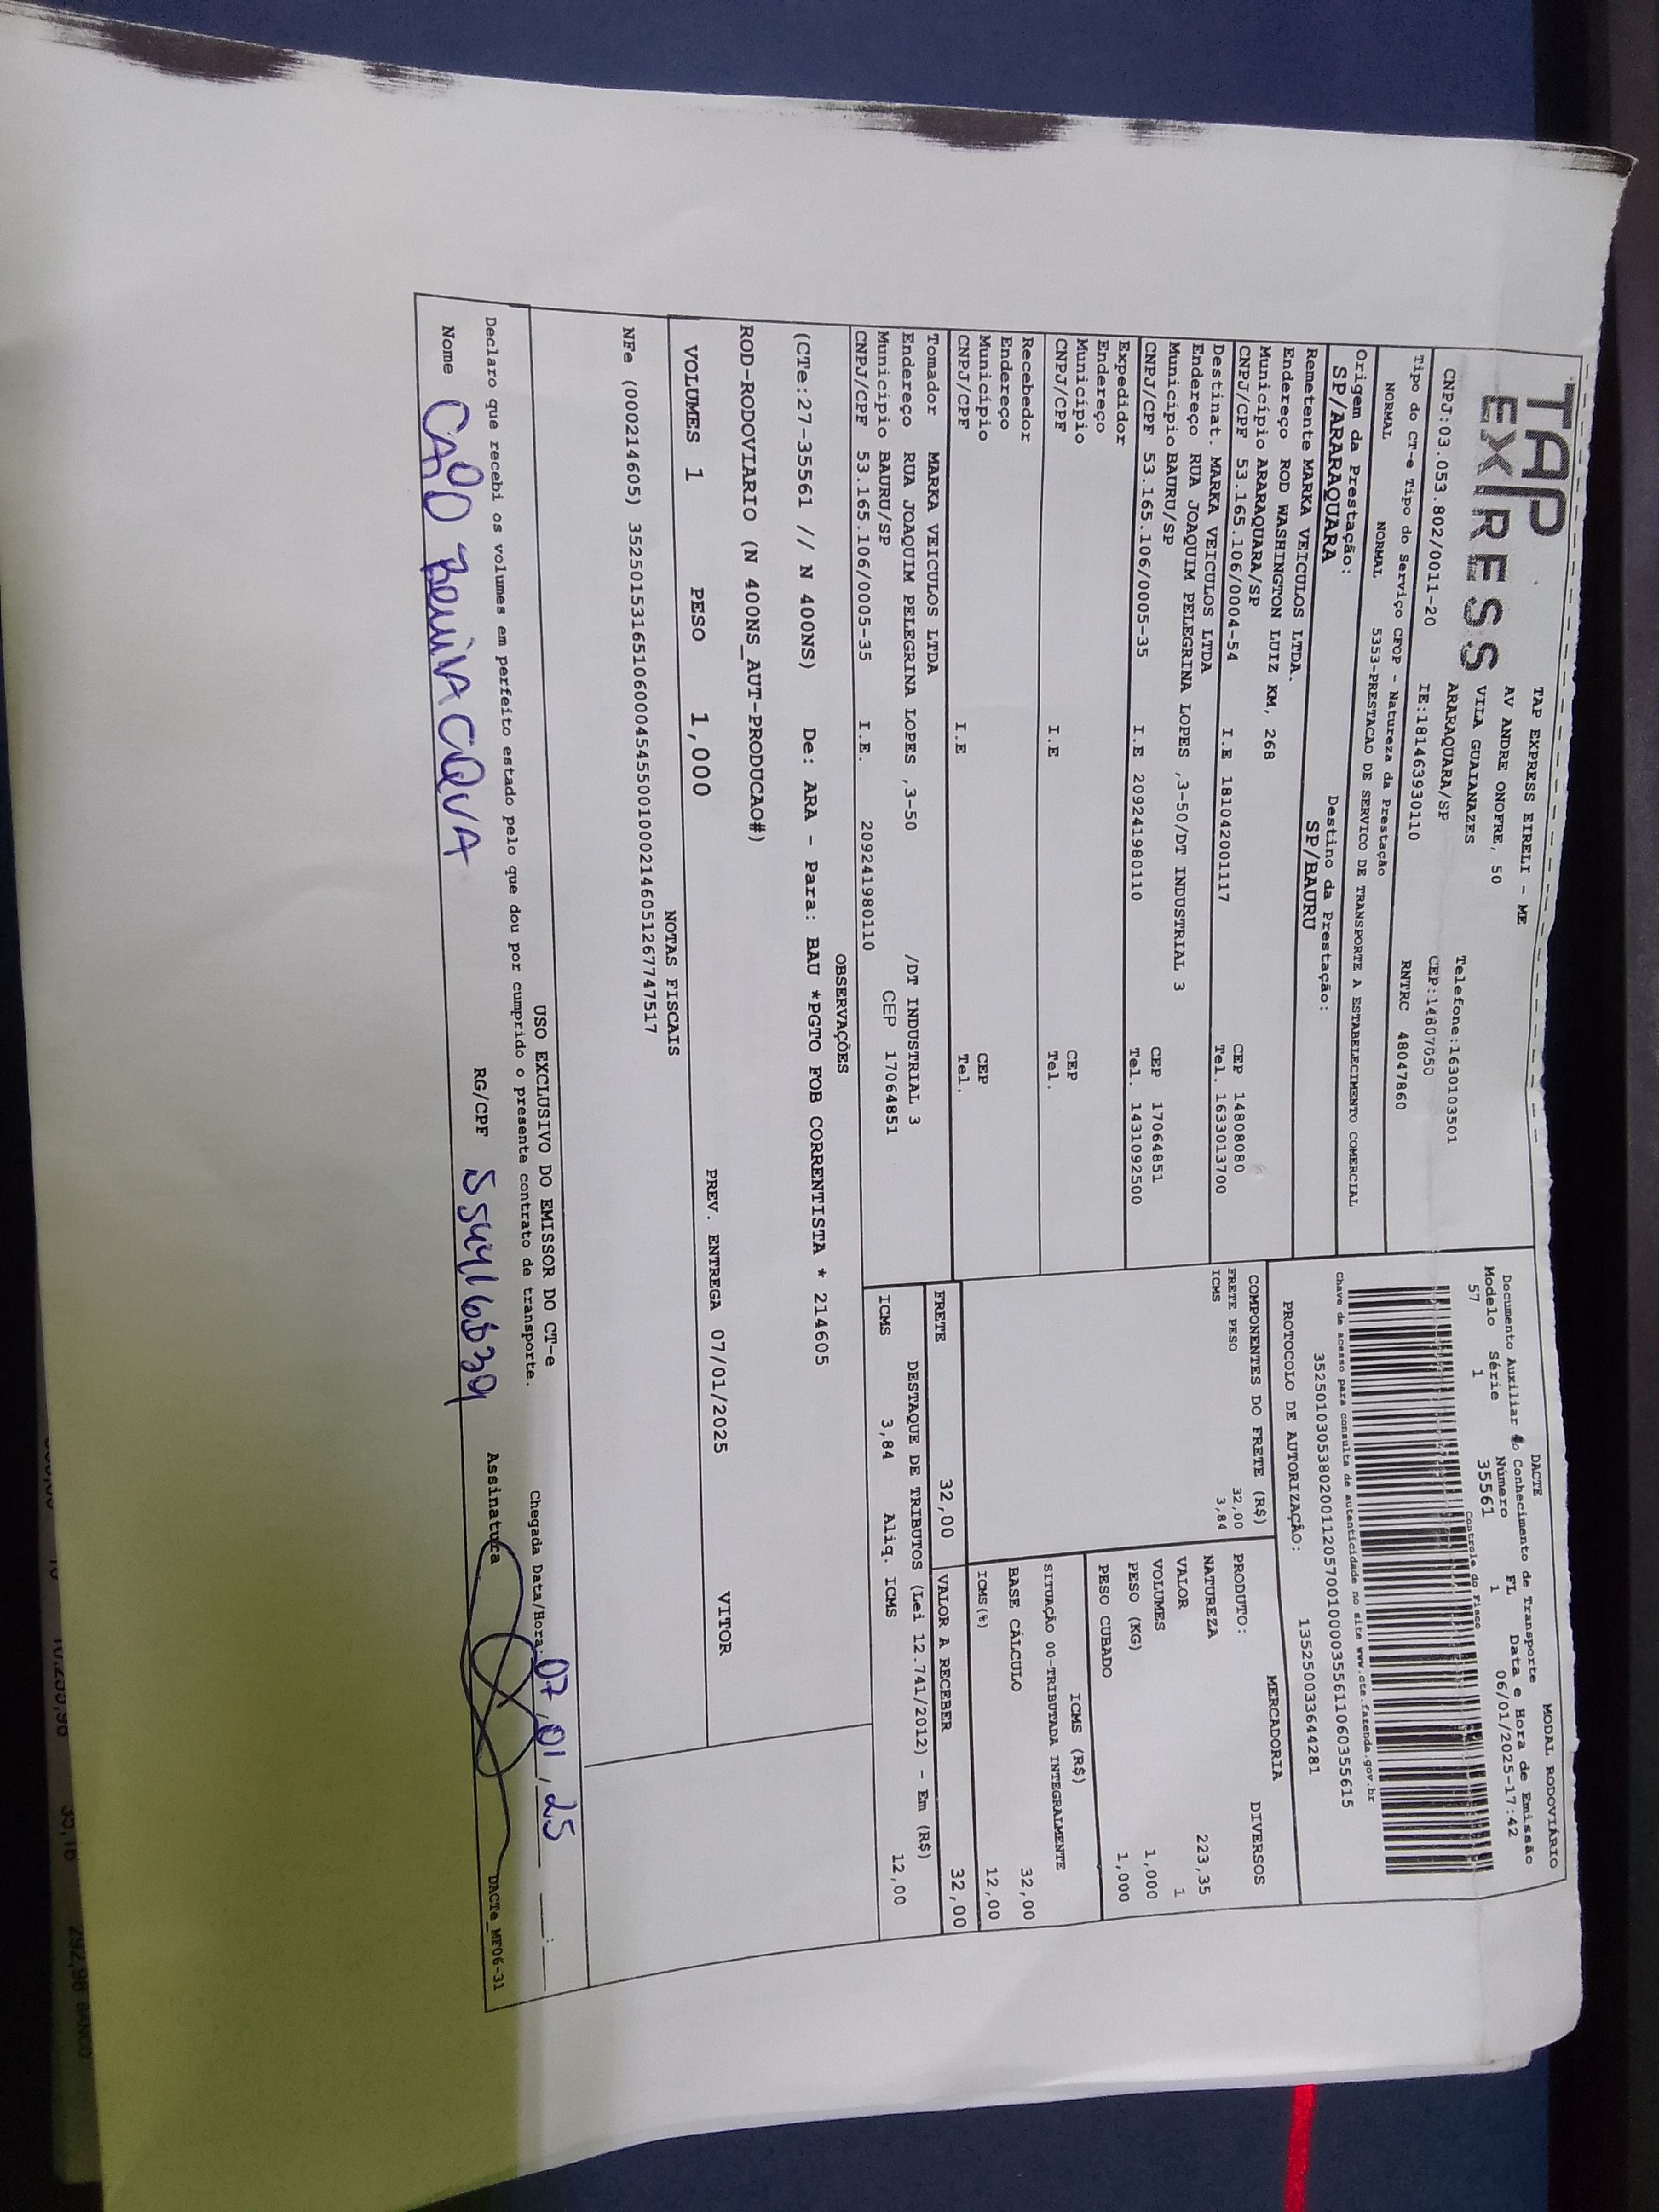 TAP
EXPRESS
TAP EXPRESS EIRELI - ME
AV ANDRE ONOFRE, 50
VILA GUAIANAZES
ARARAQUARA/SP
Telefone:1630103501
CNPJ:03.053.802/0011-20 IE:181463930110 CEP:14807050
RNTRC 48047860
Tipo do CT-e Tipo do Serviço CFOP - Natureza da Prestação
NORMAL NORMAL 5353-PRESTACAO DE SERVICO DE TRANSPORTE A ESTABELECIMENTO COMERCIAL
Origem da Prestação: Destino da Prestação:
SP/ARARAQUARA SP/BAURU
DACTE MODAL RODOVIÁRIO
Documento Auxiliar do Conhecimento de Transporte
Modelo Série Número FL Data e Hora de Emissão
57 1 35561 1 06/01/2025-17:42
Controle do Fisco
Chave de acesso para consulta de autenticidade no site www.cte.fazenda.gov.br
35250103053802001120570010000355611060355615
PROTOCOLO DE AUTORIZAÇÃO: 135250033644281
Remetente MARKA VEICULOS LTDA.
Endereço ROD WASHINGTON LUIZ KM, 268
Município ARARAQUARA/SP CEP 14808080
CNPJ/CPF 53.165.106/0004-54 I.E 181042001117 Tel. 1633013700
Destinat. MARKA VEICULOS LTDA
Endereço RUA JOAQUIM PELEGRINA LOPES ,3-50/DT INDUSTRIAL 3
Município BAURU/SP CEP 17064851
CNPJ/CPF 53.165.106/0005-35 I.E 209241980110 Tel. 1431092500
Expedidor
Endereço
Município CEP
CNPJ/CPF I.E Tel.
Recebedor
Endereço
Município CEP
CNPJ/CPF I.E Tel.
Tomador MARKA VEICULOS LTDA
Endereço RUA JOAQUIM PELEGRINA LOPES ,3-50 /DT INDUSTRIAL 3
Município BAURU/SP CEP 17064851
CNPJ/CPF 53.165.106/0005-35 I.E. 209241980110
COMPONENTES DO FRETE (R$)
FRETE PESO 32,00
ICMS 3,84
MERCADORIA
PRODUTO: DIVERSOS
NATUREZA
VALOR 223,35
VOLUMES 1
PESO (KG) 1,000
PESO CUBADO 1,000
ICMS (R$)
SITUAÇÃO 00-TRIBUTADA INTEGRALMENTE
BASE CÁLCULO 32,00
ICMS(%) 12,00
FRETE 32,00 VALOR A RECEBER 32,00
DESTAQUE DE TRIBUTOS (Lei 12.741/2012) - Em (R$)
ICMS 3,84 Aliq. ICMS 12,00
OBSERVAÇÕES
(CTe:27-35561 // N 400NS) De: ARA - Para: BAU *PGTO FOB CORRENTISTA * 214605
ROD-RODOVIARIO (N 400NS_AUT-PRODUCAO#)
VOLUMES 1 PESO 1,000 PREV. ENTREGA 07/01/2025 VITOR
NOTAS FISCAIS
NFe (000214605) 35250153165106000454550010002146051267747517
USO EXCLUSIVO DO EMISSOR DO CT-e
Declaro que recebi os volumes em perfeito estado pelo que dou por cumprido o presente contrato de transporte. Chegada Data/Hora: 07,01,25
Nome RG/CPF Assinatura
DACTe_MF06-31